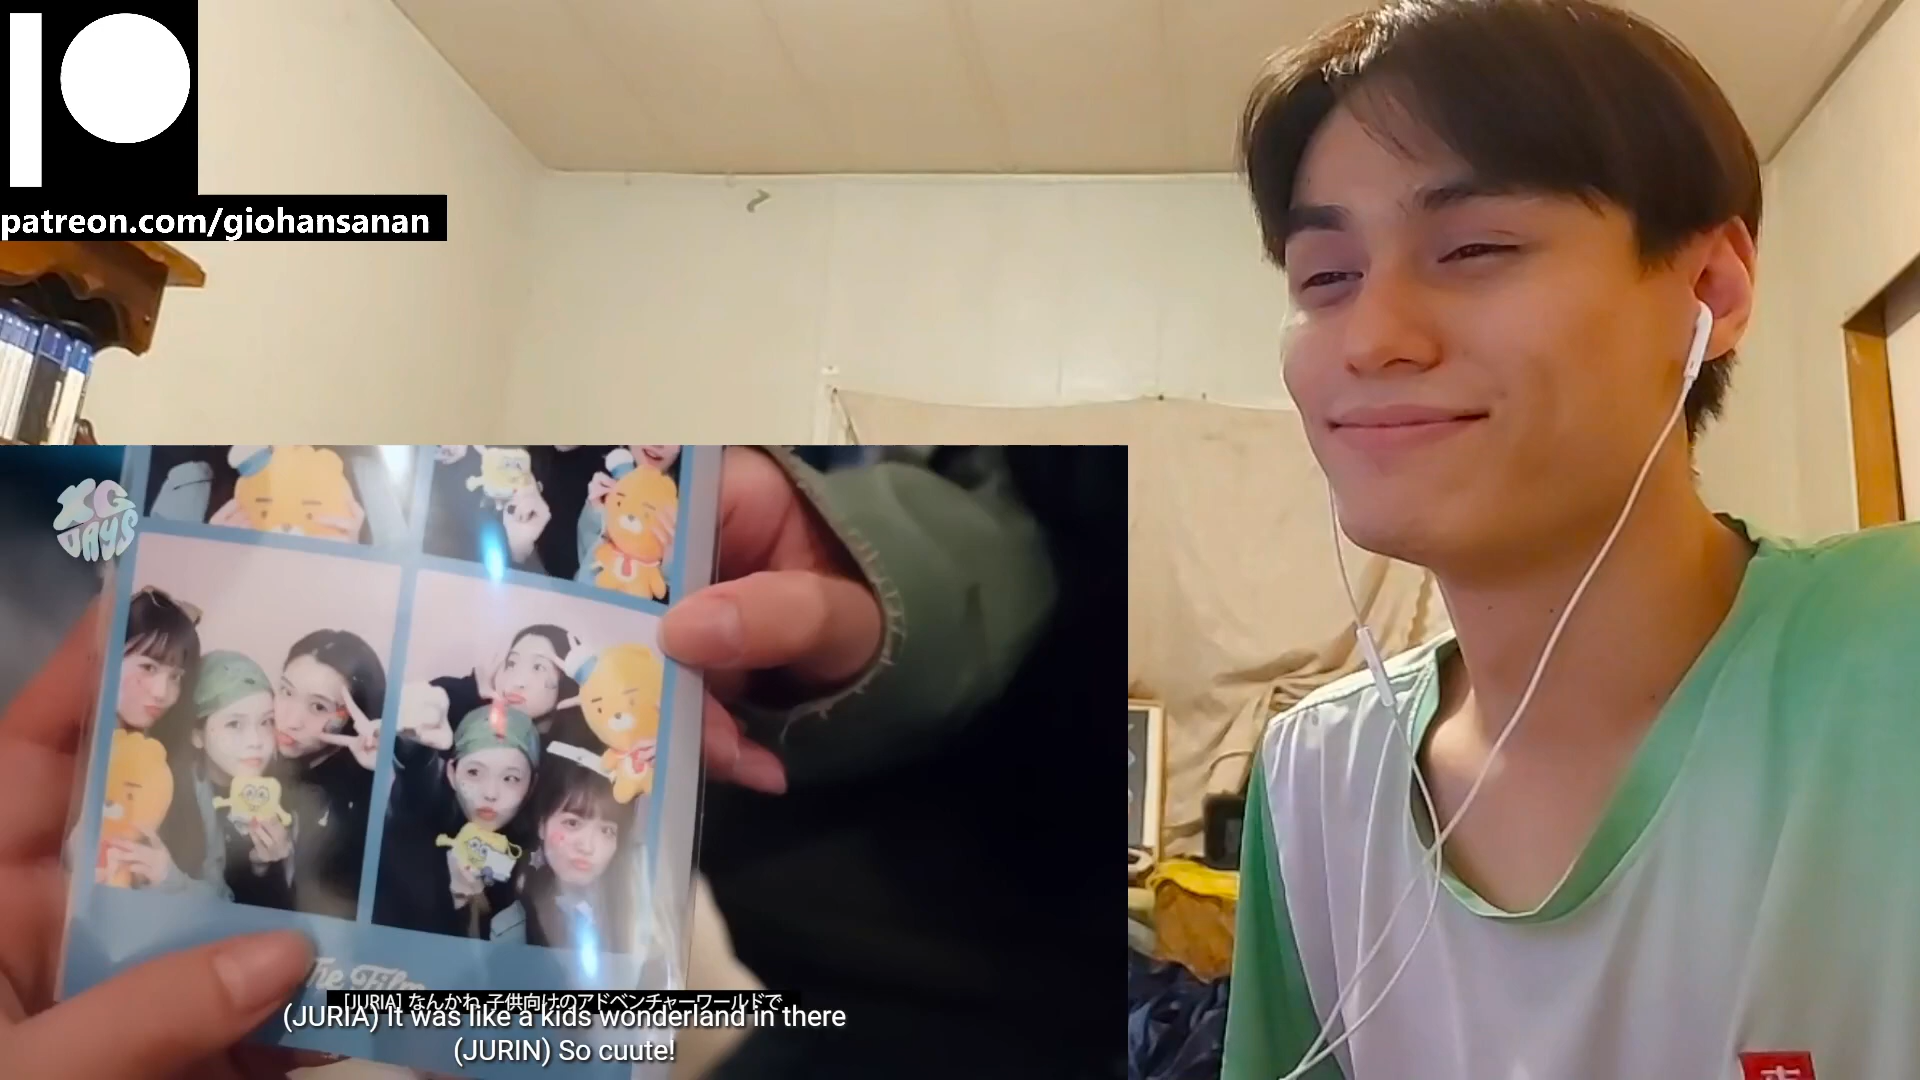 patreon.com/giohansanan
XG
DAYS
The Film
[JURIA] なんかね 子供向けのアドベンチャーワールドで
(JURIA) It was like a kids wonderland in there
(JURIN) So cuute!